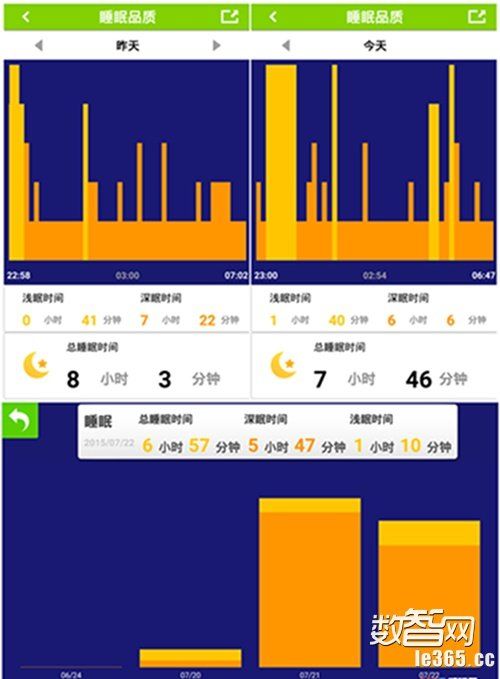 睡眠品质
昨天
22:58 03:00 07:02
浅眠时间 深眠时间
0 小时 41 分钟 7 小时 22 分钟
总睡眠时间
8 小时 3 分钟
睡眠品质
今天
23:00 02:54 06:47
浅眠时间 深眠时间
1 小时 40 分钟 6 小时 6 分钟
总睡眠时间
7 小时 46 分钟
睡眠 总睡眠时间 深眠时间 浅眠时间
2015/07/22 6 小时 57 分钟 5 小时 47 分钟 1 小时 10 分钟
06/24 07/20 07/21 07/22
数智网
le365.cc